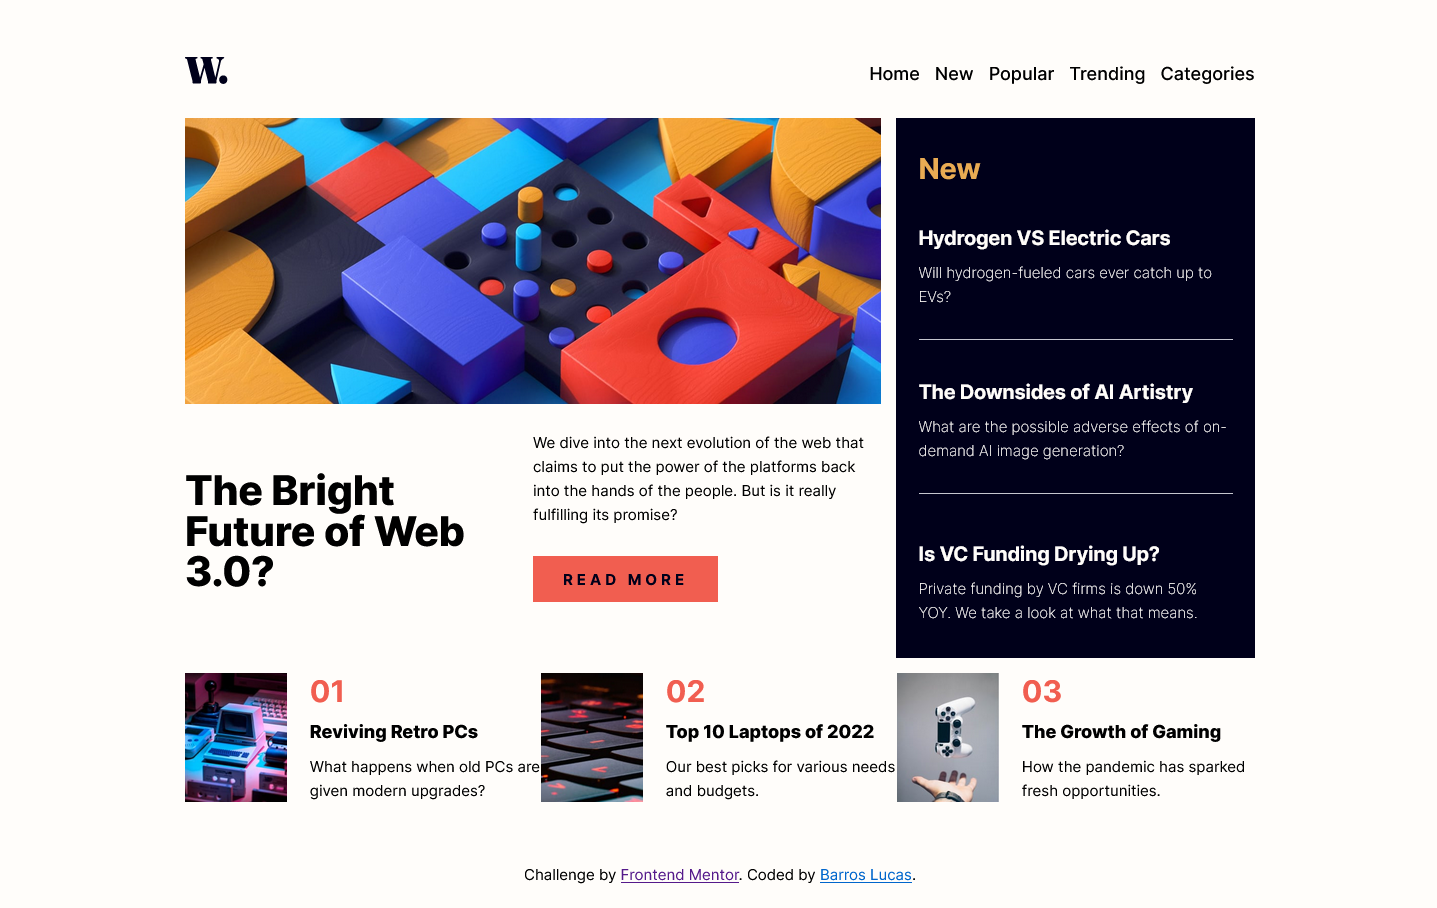 W.
Home New Popular Trending Categories
New
Hydrogen VS Electric Cars
Will hydrogen-fueled cars ever catch up to
EVs?
The Downsides of AI Artistry
What are the possible adverse effects of on-
demand AI image generation?
Is VC Funding Drying Up?
Private funding by VC firms is down 50%
YOY. We take a look at what that means.
The Bright
Future of Web
3.0?
We dive into the next evolution of the web that
claims to put the power of the platforms back
into the hands of the people. But is it really
fulfilling its promise?
READ MORE
01
Reviving Retro PCs
What happens when old PCs are
given modern upgrades?
02
Top 10 Laptops of 2022
Our best picks for various needs
and budgets.
03
The Growth of Gaming
How the pandemic has sparked
fresh opportunities.
Challenge by Frontend Mentor. Coded by Barros Lucas.